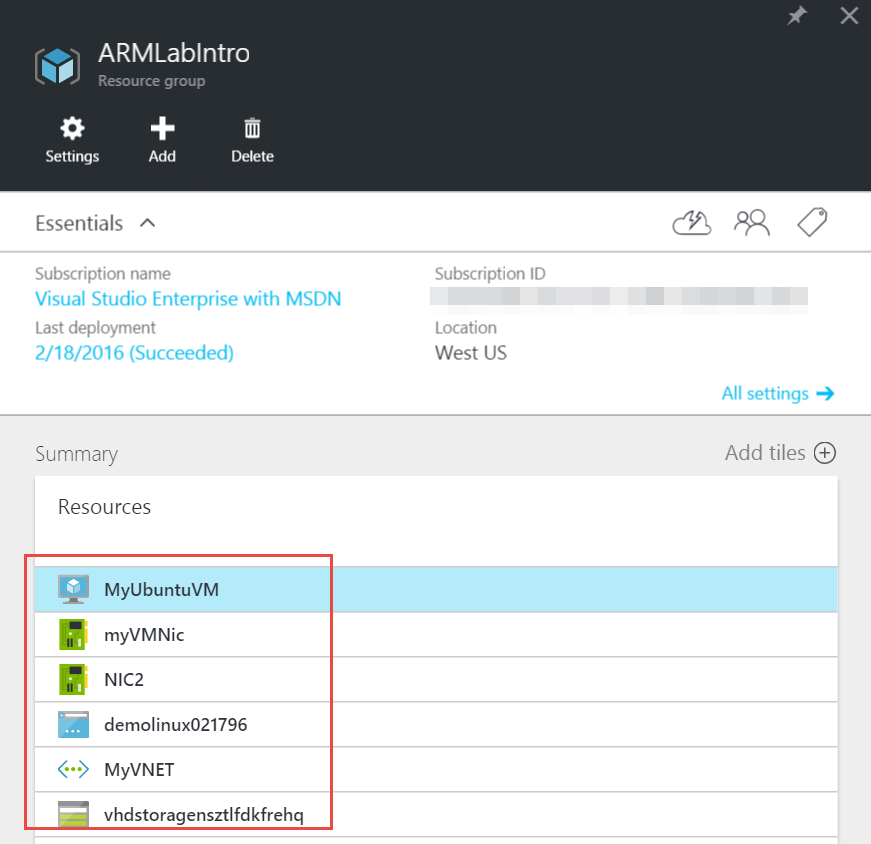 ARMLabIntro
Resource group
Settings Add Delete
Essentials
Subscription name Subscription ID
Visual Studio Enterprise with MSDN
Last deployment Location
2/18/2016 (Succeeded) West US
All settings
Summary Add tiles
Resources
MyUbuntuVM
myVMNic
NIC2
demolinux021796
MyVNET
vhdstoragensztlfdkfrehq